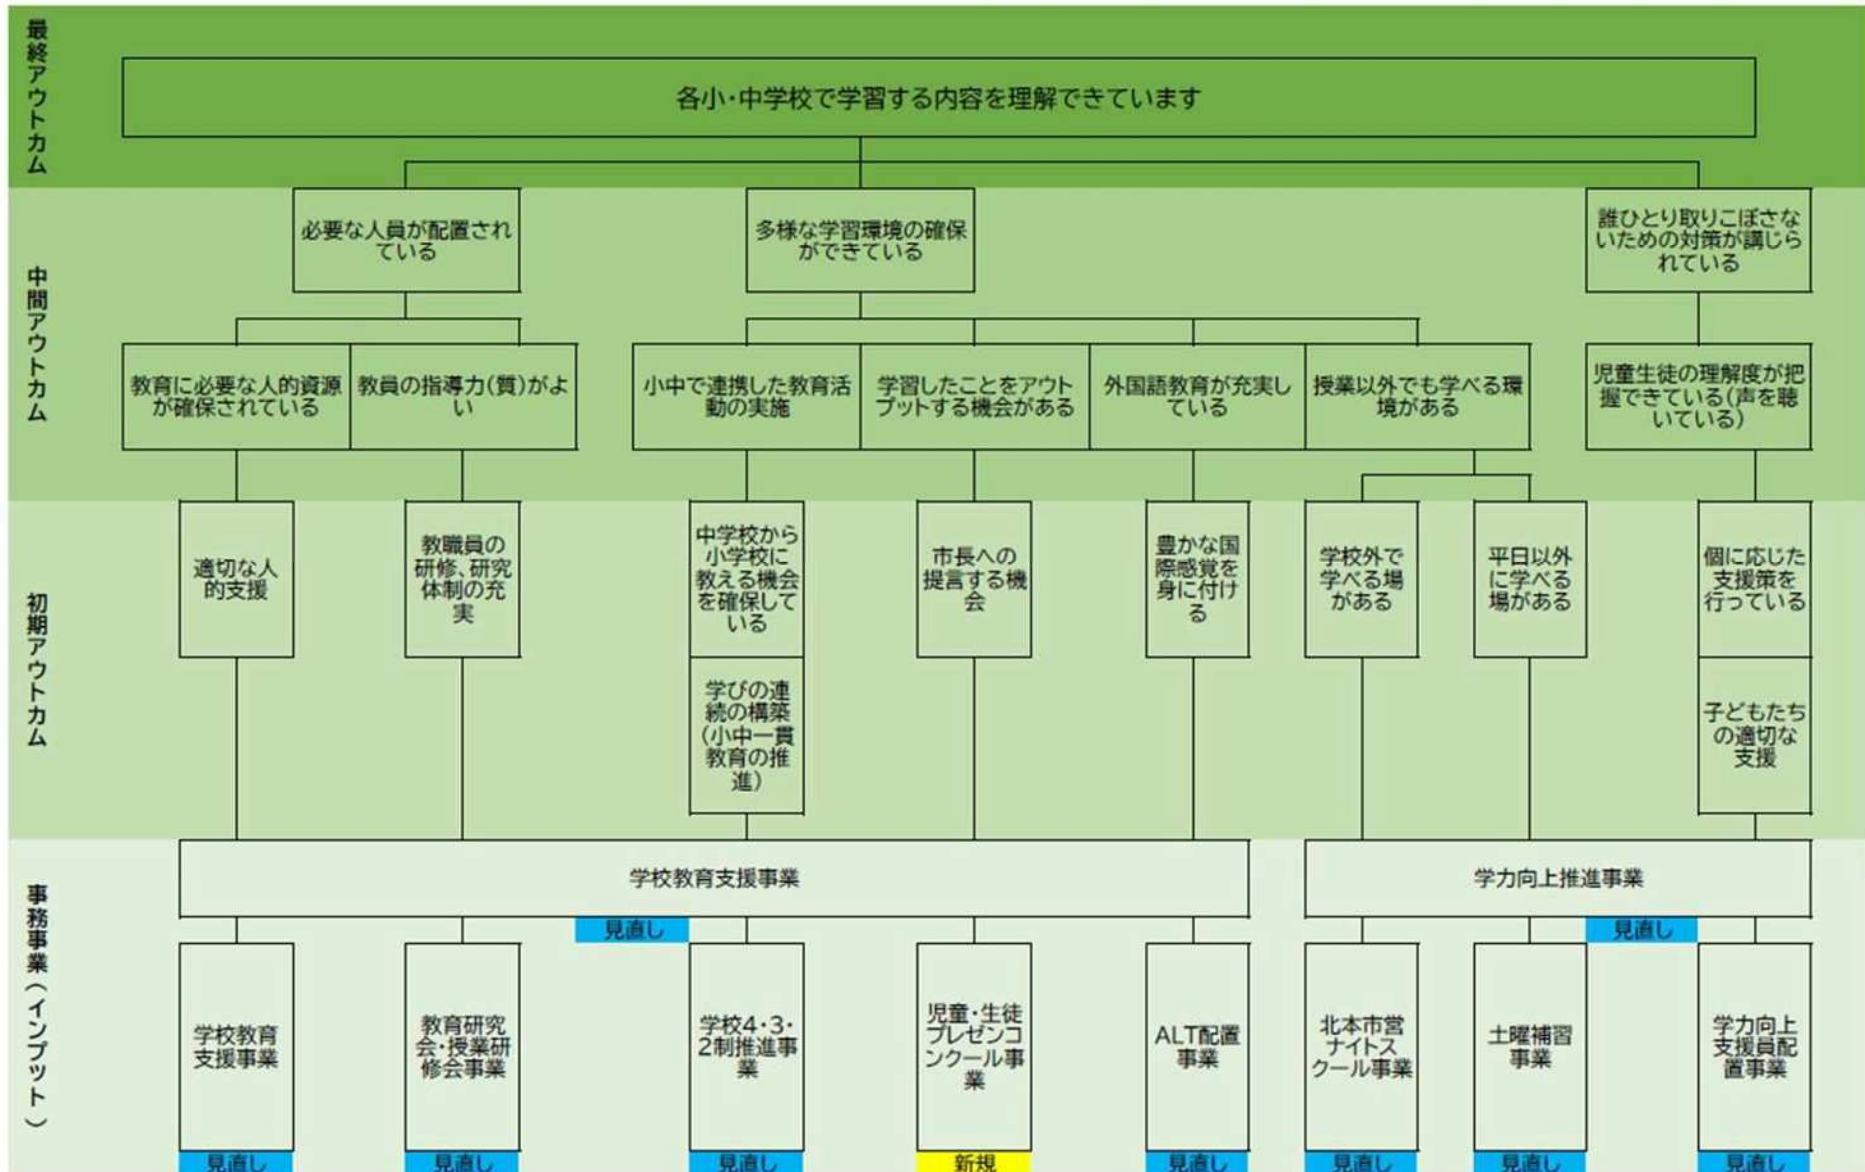 最終アウトカム
各小・中学校で学習する内容を理解できています
中間アウトカム
必要な人員が配置され
ている
多様な学習環境の確保
ができている
誰ひとり取りこぼさな
いための対策が講じら
れている
教育に必要な人的資源
が確保されている
教員の指導力(質)がよ
い
小中で連携した教育活
動の実施
学習したことをアウト
プットする機会がある
外国語教育が充実し
ている
授業以外でも学べる環
境がある
児童生徒の理解度が把
握できている(声を聴
いている)
初期アウトカム
適切な人
的支援
教職員の
研修、研究
体制の充
実
中学校から
小学校に
教える機会
を確保して
いる
市長への
提言する機
会
豊かな国
際感覚を
身に付け
る
学校外で
学べる場
がある
平日以外
に学べる
場がある
個に応じた
支援策を
行っている
学びの連
続の構築
(小中一貫
教育の推
進)
子どもたち
の適切な
支援
事務事業(インプット)
学校教育支援事業
学力向上推進事業
見直し
見直し
学校教育
支援事業
教育研究
会・授業研
修会事業
学校4・3・
2制推進事
業
児童・生徒
プレゼンコ
ンクール事
業
ALT配置
事業
北本市営
ナイトス
クール事業
土曜補習
事業
学力向上
支援員配
置事業
見直し
見直し
見直し
新規
見直し
見直し
見直し
見直し